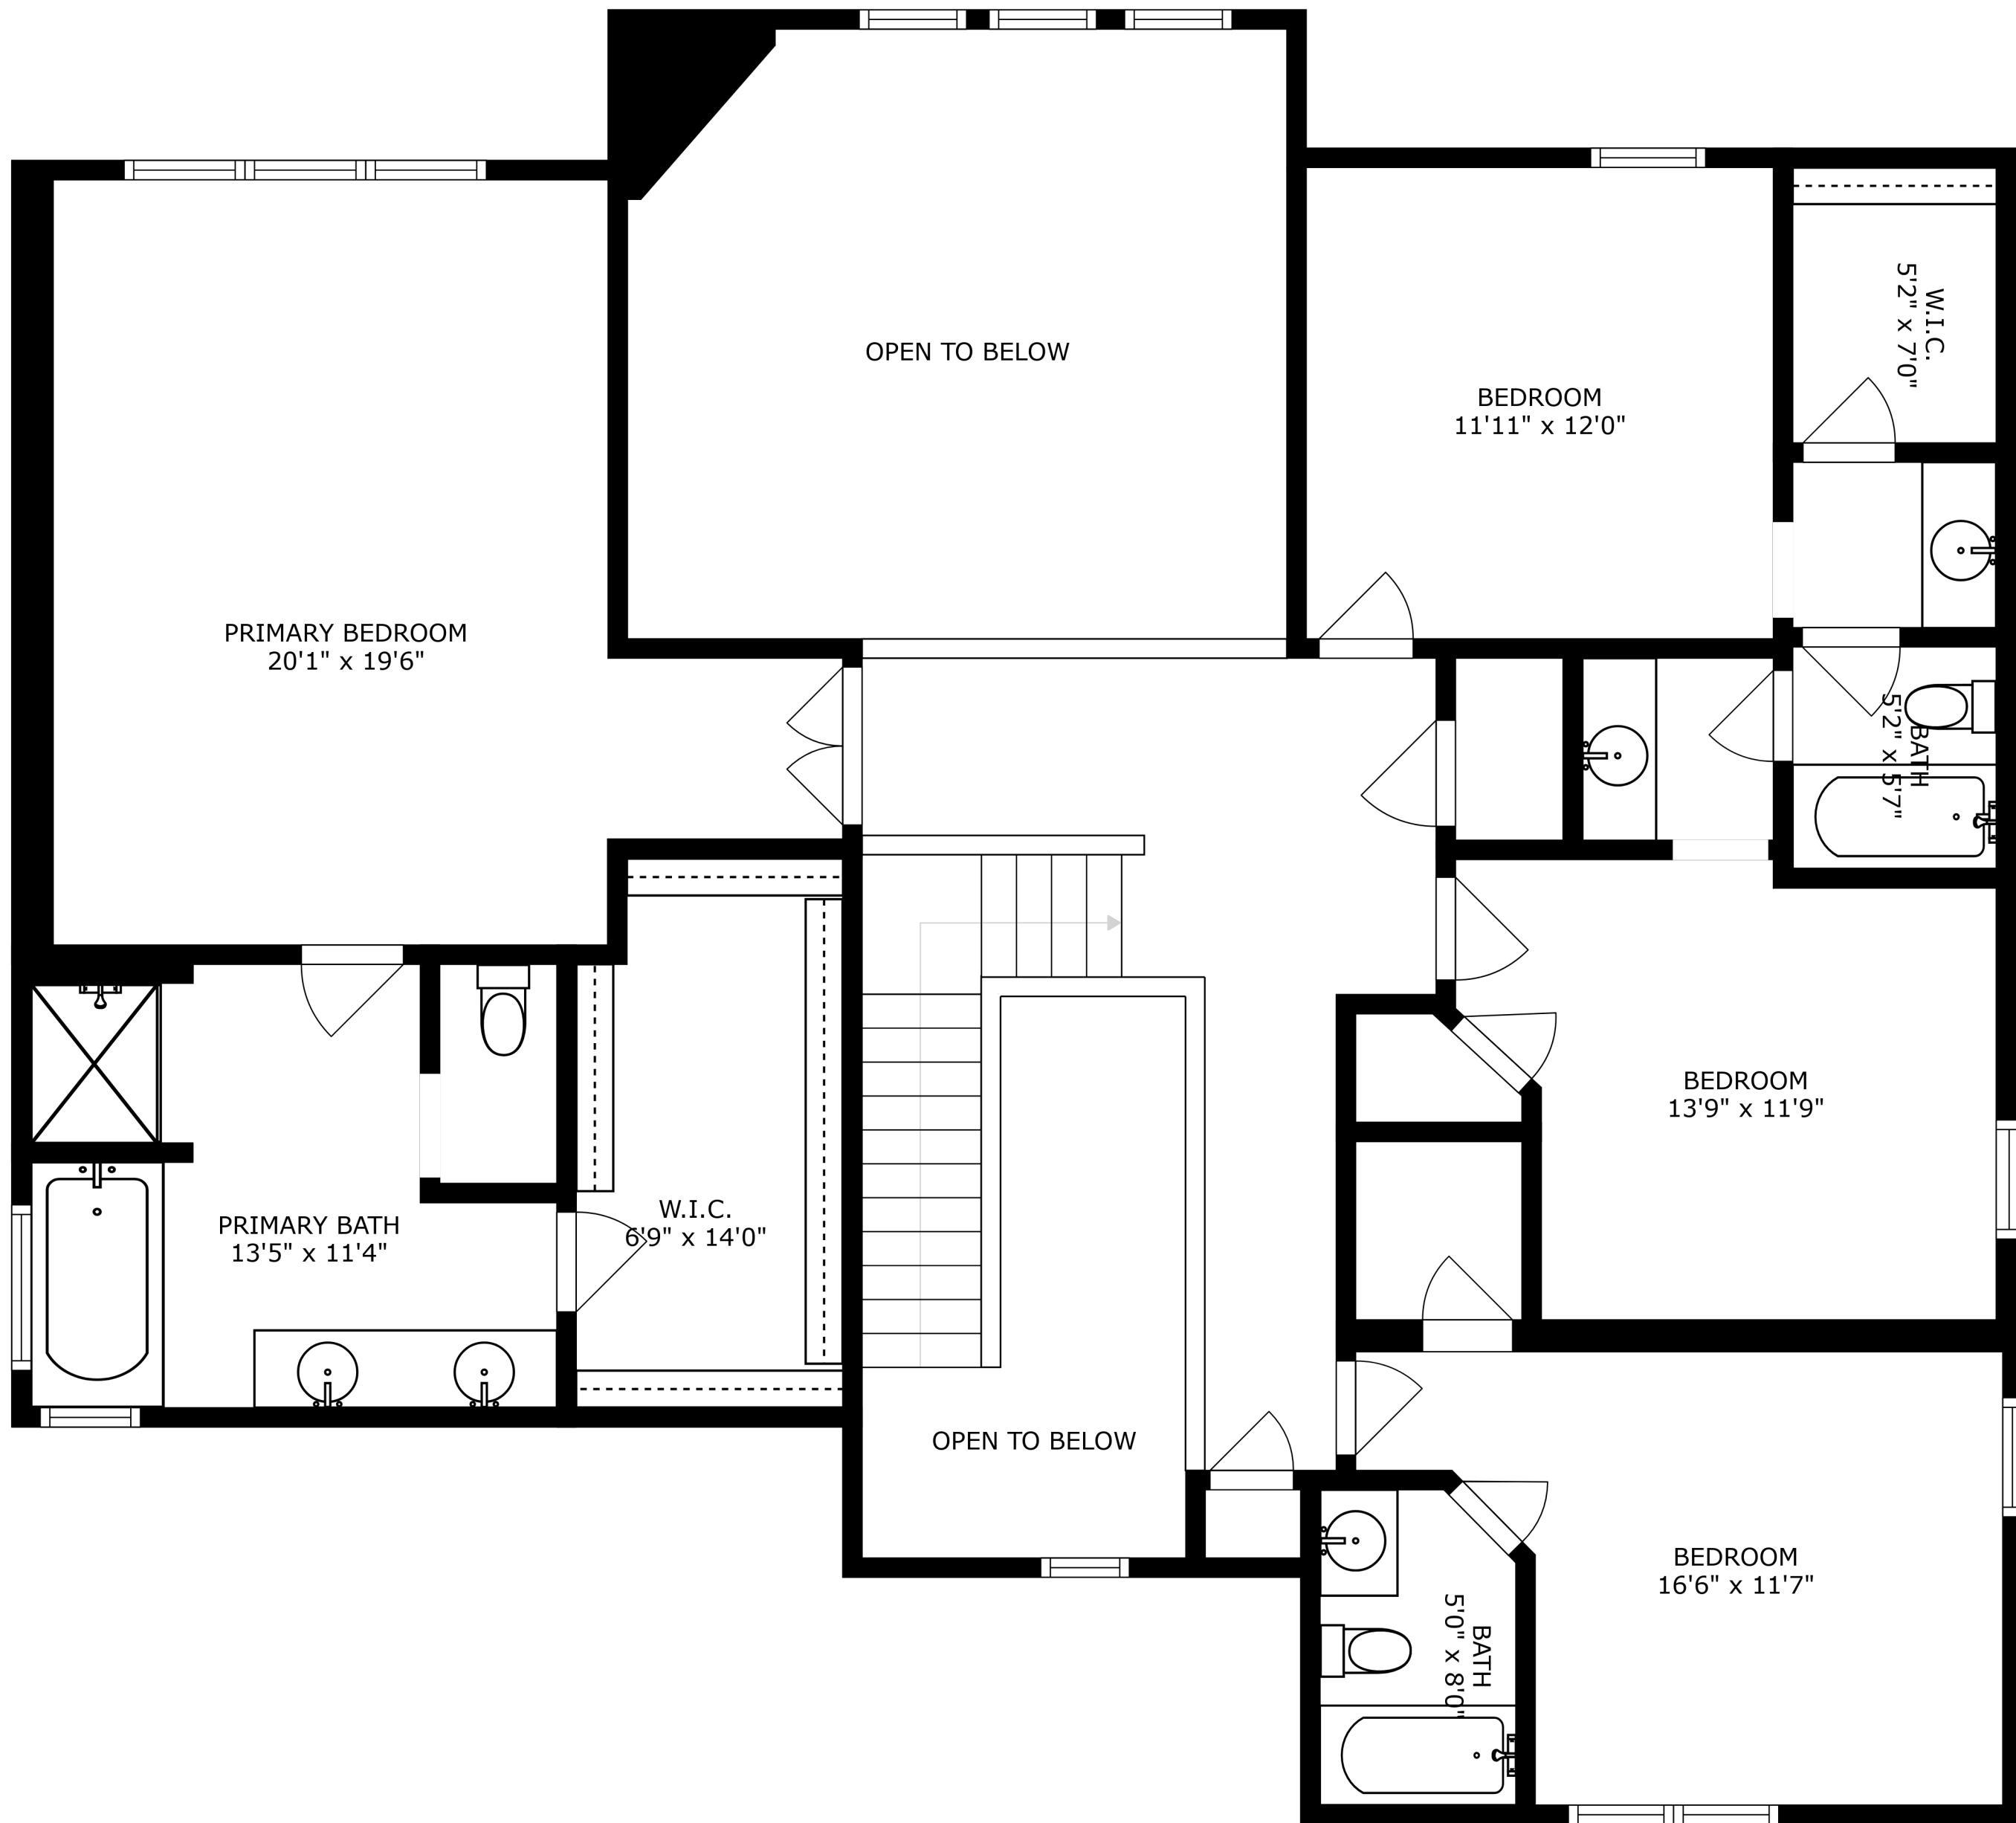 OPEN TO BELOW
W.I.C.
5'2" x 7'0"
BEDROOM
11'11" x 12'0"
PRIMARY BEDROOM
20'1" x 19'6"
BATH
5'2" x 5'7"
BEDROOM
13'9" x 11'9"
W.I.C.
6'9" x 14'0"
PRIMARY BATH
13'5" x 11'4"
OPEN TO BELOW
BEDROOM
16'6" x 11'7"
BATH
5'0" x 8'0"